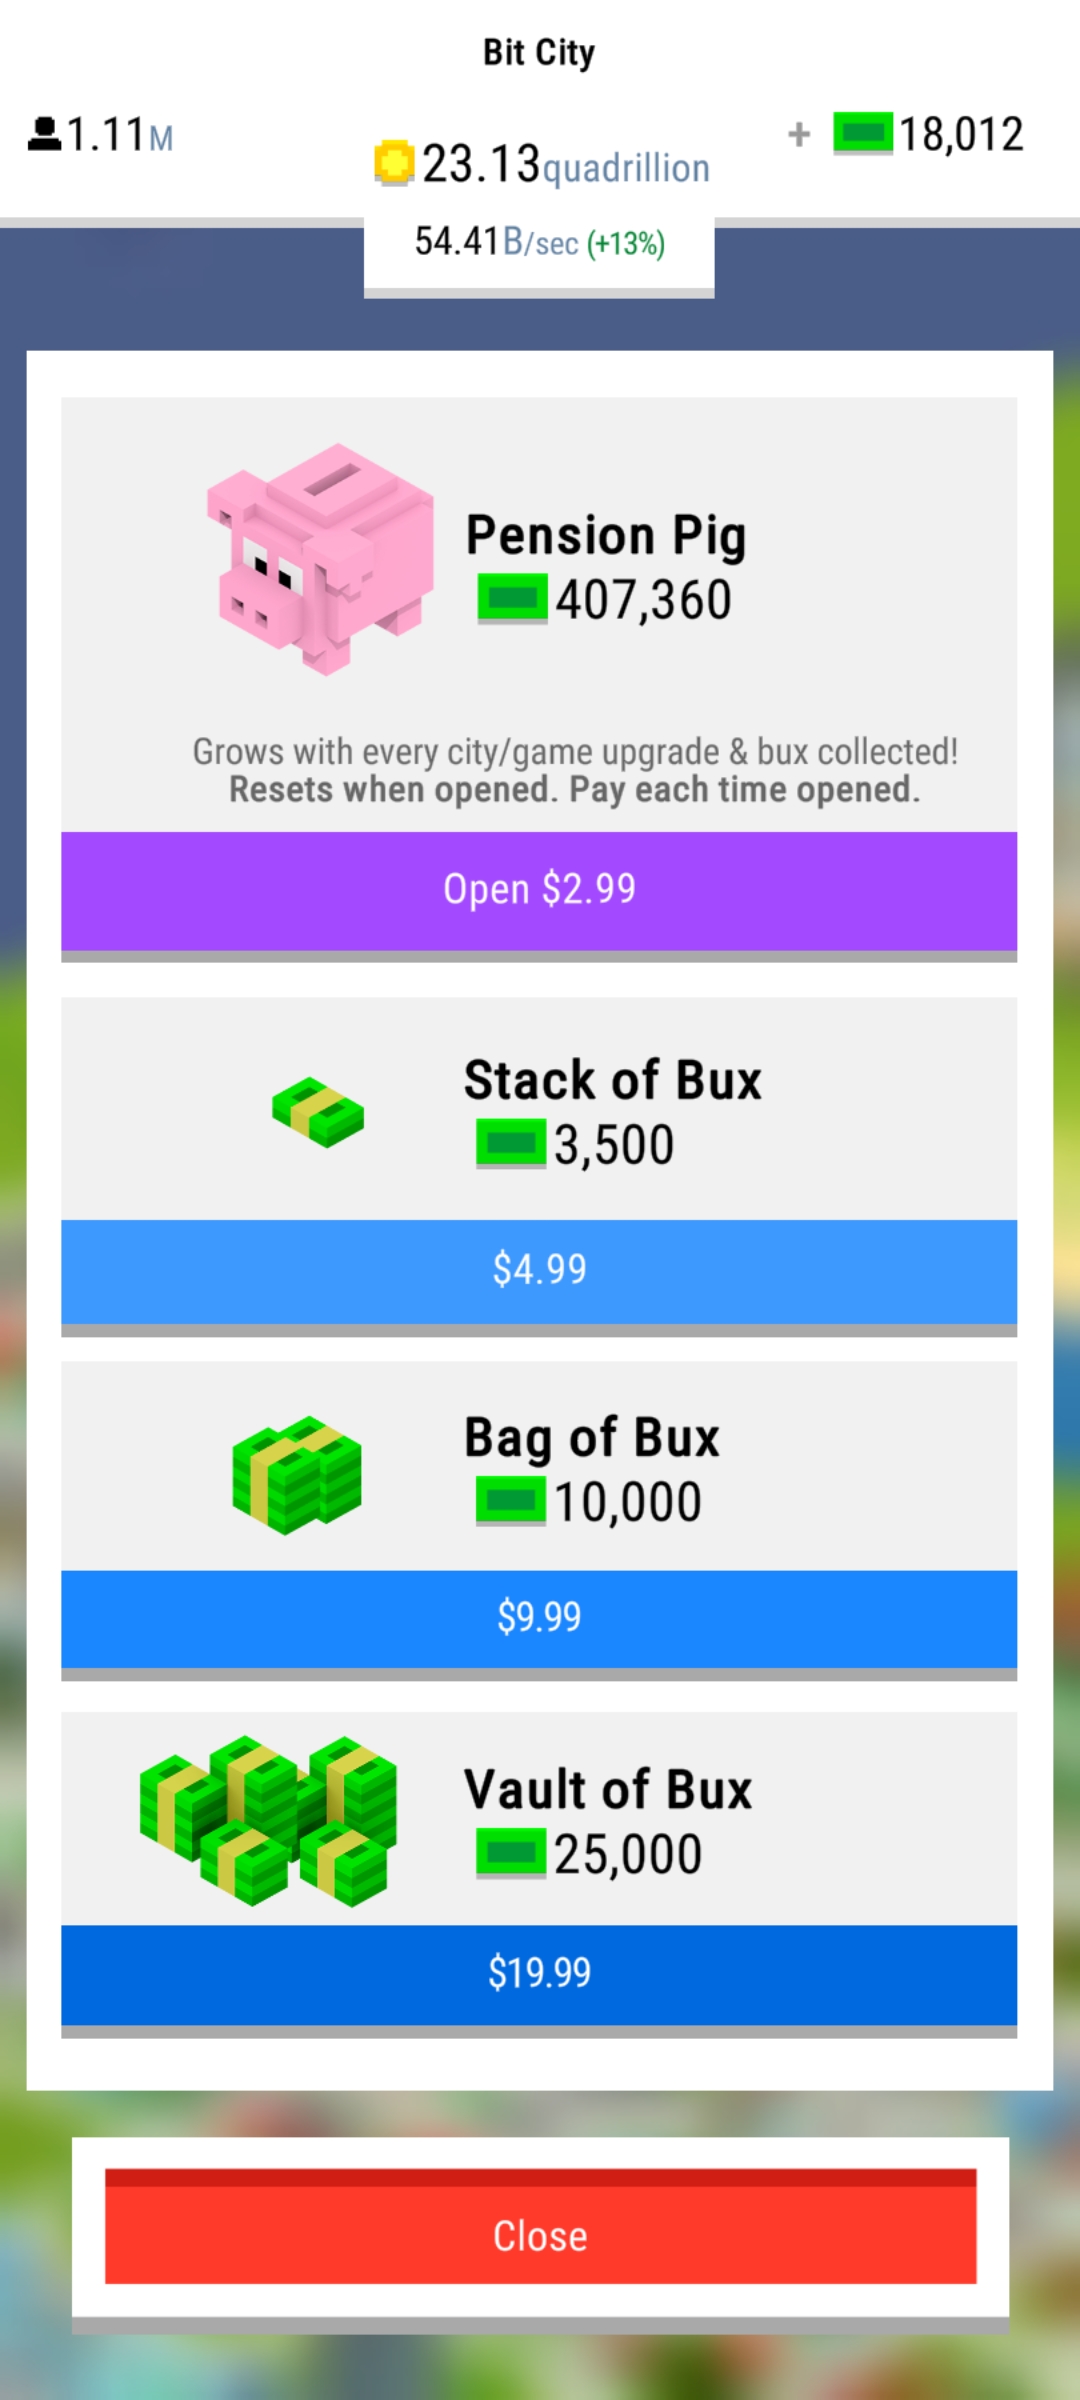 Bit City
1.11M
23.13quadrillion
+ 18,012
54.41B/sec (+13%)
Pension Pig
407,360
Grows with every city/game upgrade & bux collected!
Resets when opened. Pay each time opened.
Open $2.99
Stack of Bux
3,500
$4.99
Bag of Bux
10,000
$9.99
Vault of Bux
25,000
$19.99
Close